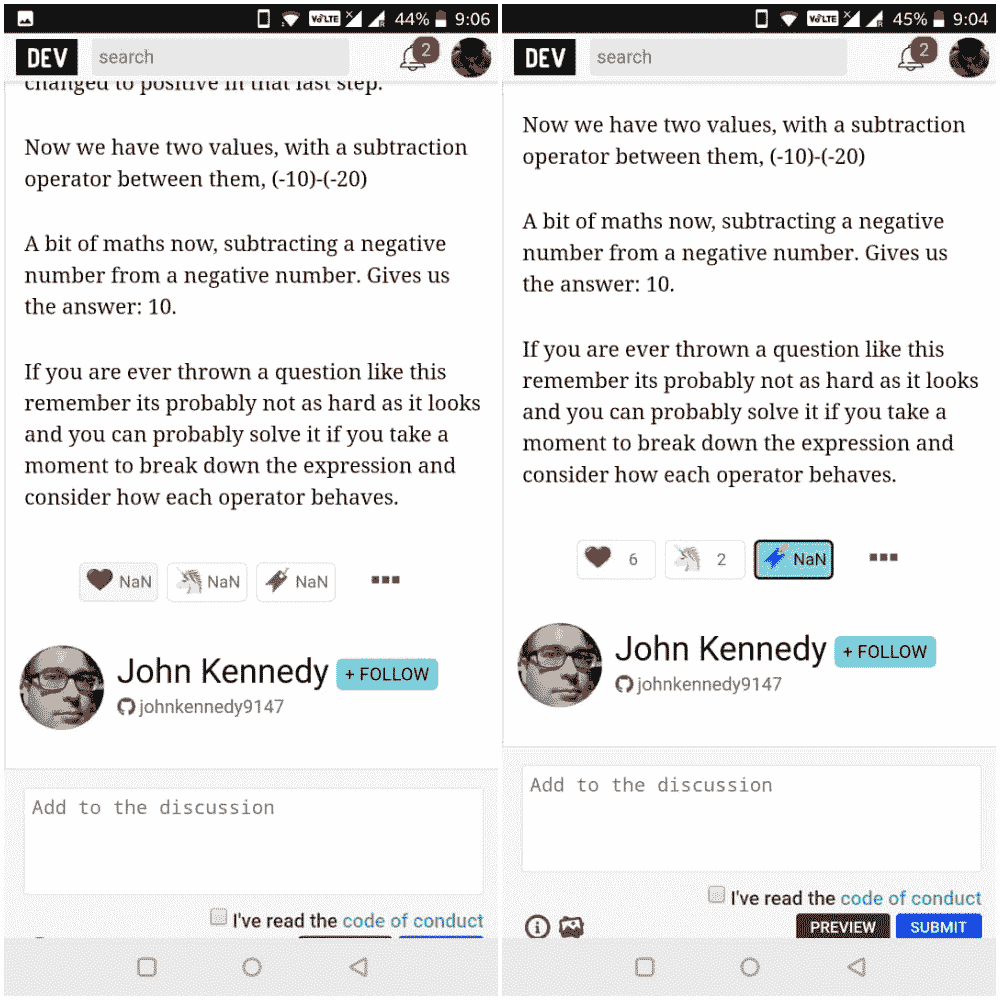 VoLTE 44% 9:06
DEV search 2
changed to positive in that last step.
Now we have two values, with a subtraction
operator between them, (-10)-(-20)
A bit of maths now, subtracting a negative
number from a negative number. Gives us
the answer: 10.
If you are ever thrown a question like this
remember its probably not as hard as it looks
and you can probably solve it if you take a
moment to break down the expression and
consider how each operator behaves.
NaN NaN NaN
John Kennedy + FOLLOW
johnkennedy9147
Add to the discussion
I've read the code of conduct
VoLTE 45% 9:04
DEV search 2
Now we have two values, with a subtraction
operator between them, (-10)-(-20)
A bit of maths now, subtracting a negative
number from a negative number. Gives us
the answer: 10.
If you are ever thrown a question like this
remember its probably not as hard as it looks
and you can probably solve it if you take a
moment to break down the expression and
consider how each operator behaves.
6 2 NaN
John Kennedy + FOLLOW
johnkennedy9147
Add to the discussion
I've read the code of conduct
PREVIEW SUBMIT